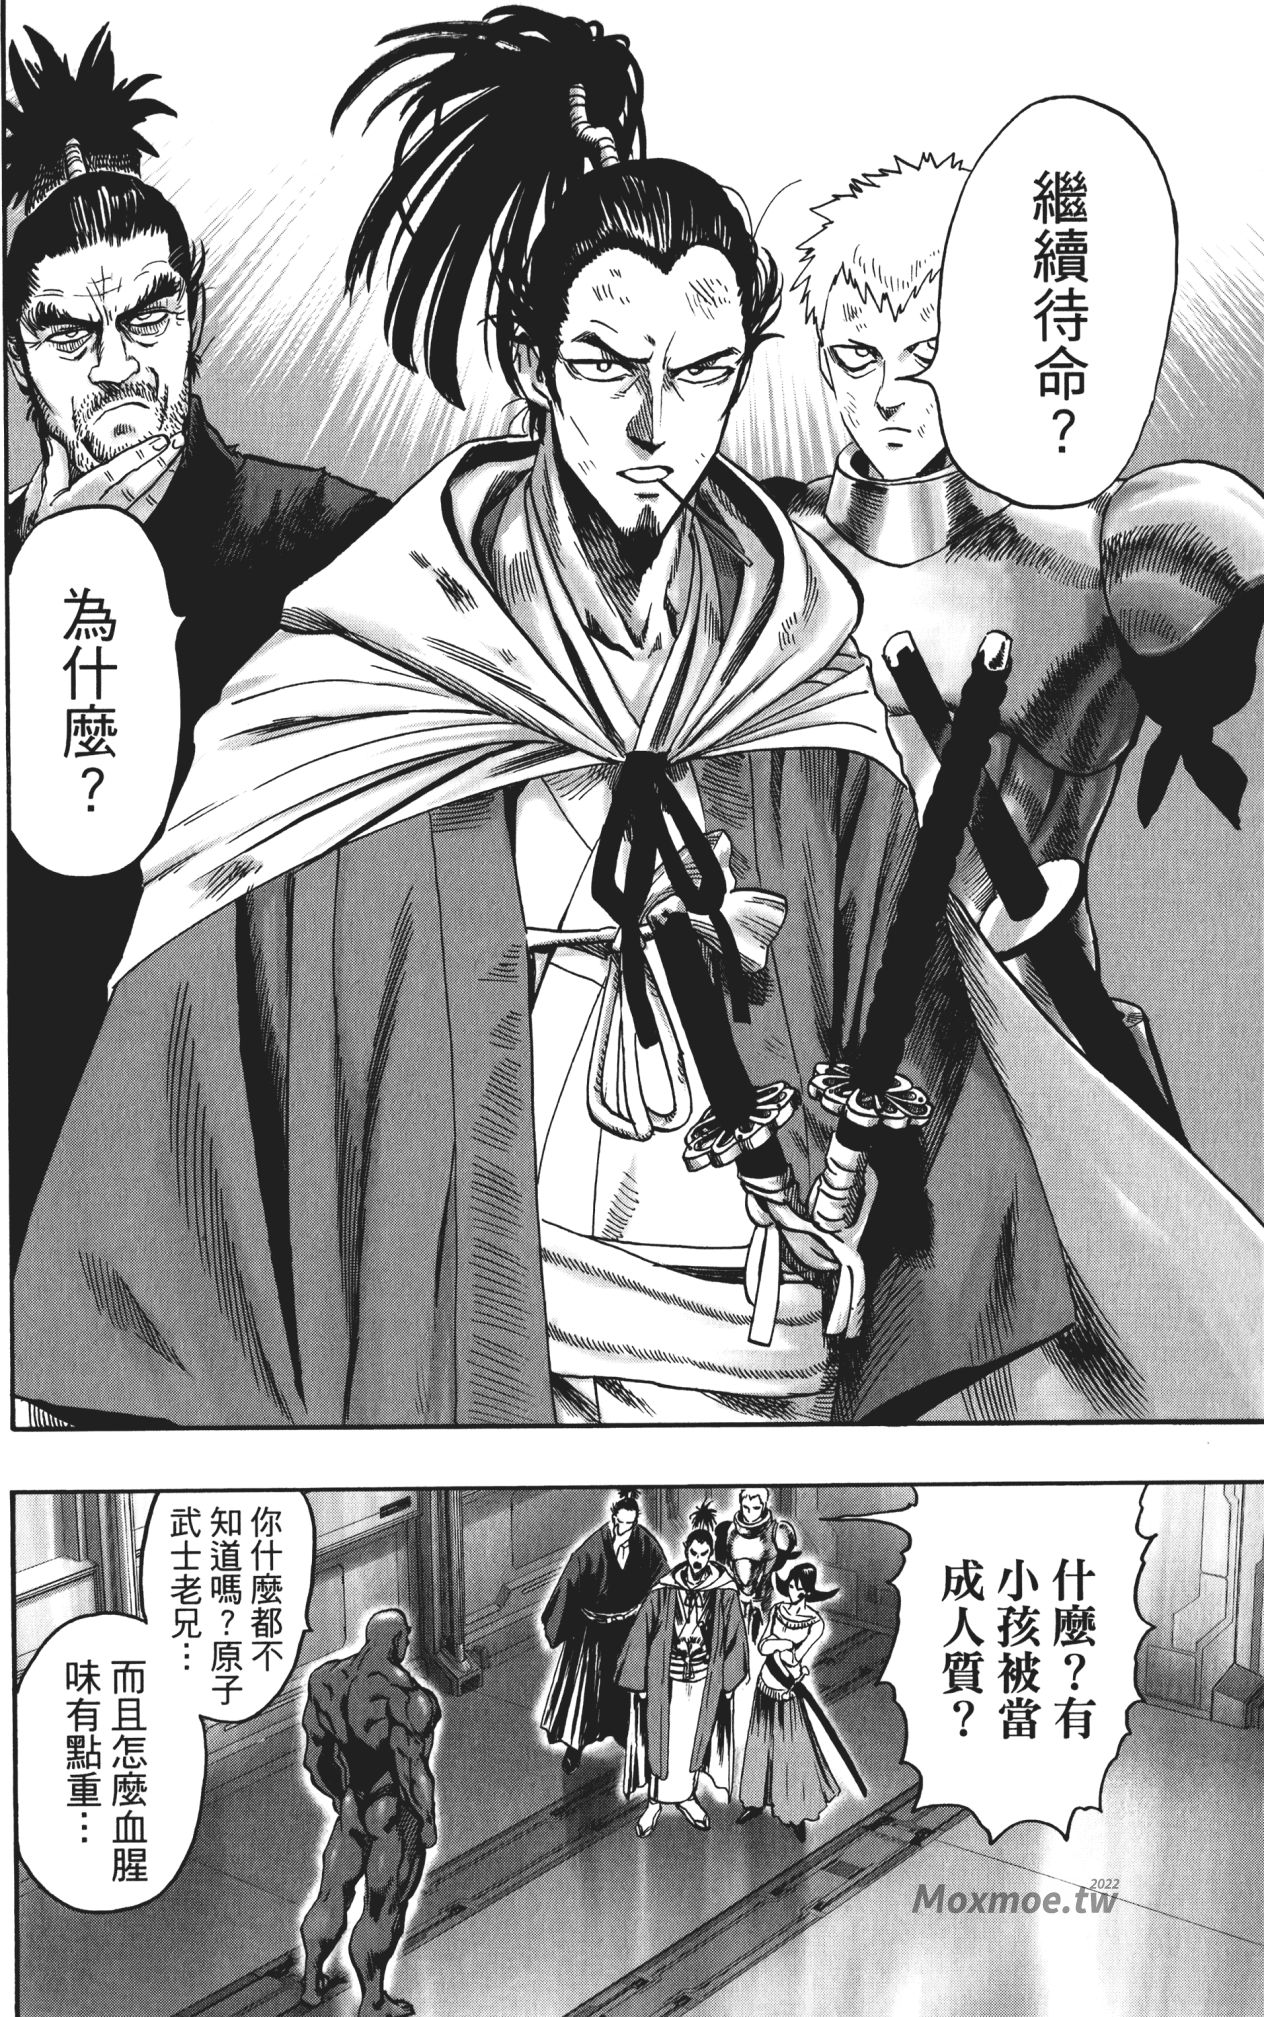 繼續待命？
為什麼？
什麼？有
小孩被當
成人質？
你什麼都不
知道嗎？原子
武士老兄…
而且怎麼血腥
味有點重…
2022
Moxmoe.tw